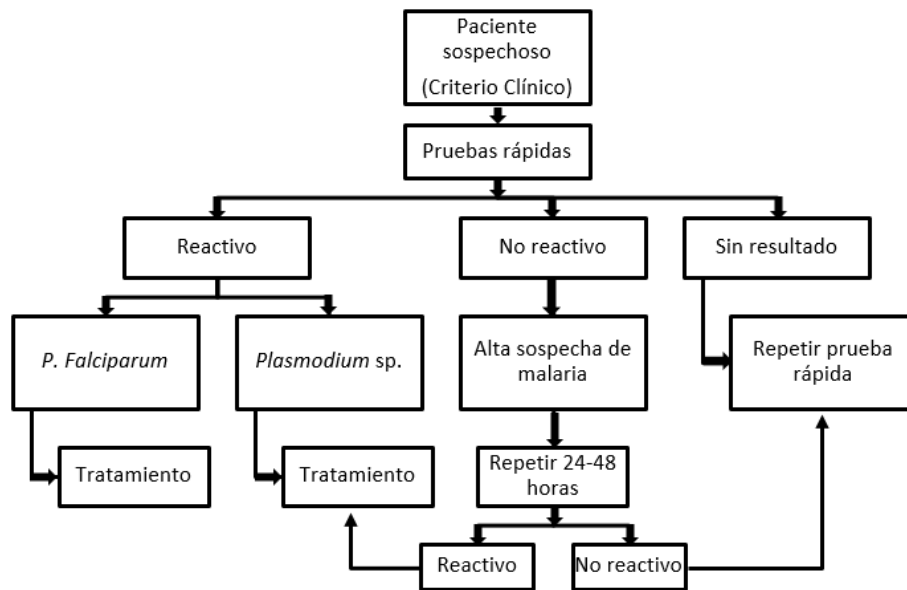 Paciente
sospechoso
(Criterio Clínico)
Pruebas rápidas
Reactivo
No reactivo
Sin resultado
P. Falciparum
Plasmodium sp.
Alta sospecha de
malaria
Repetir prueba
rápida
Tratamiento
Tratamiento
Repetir 24-48
horas
Reactivo
No reactivo